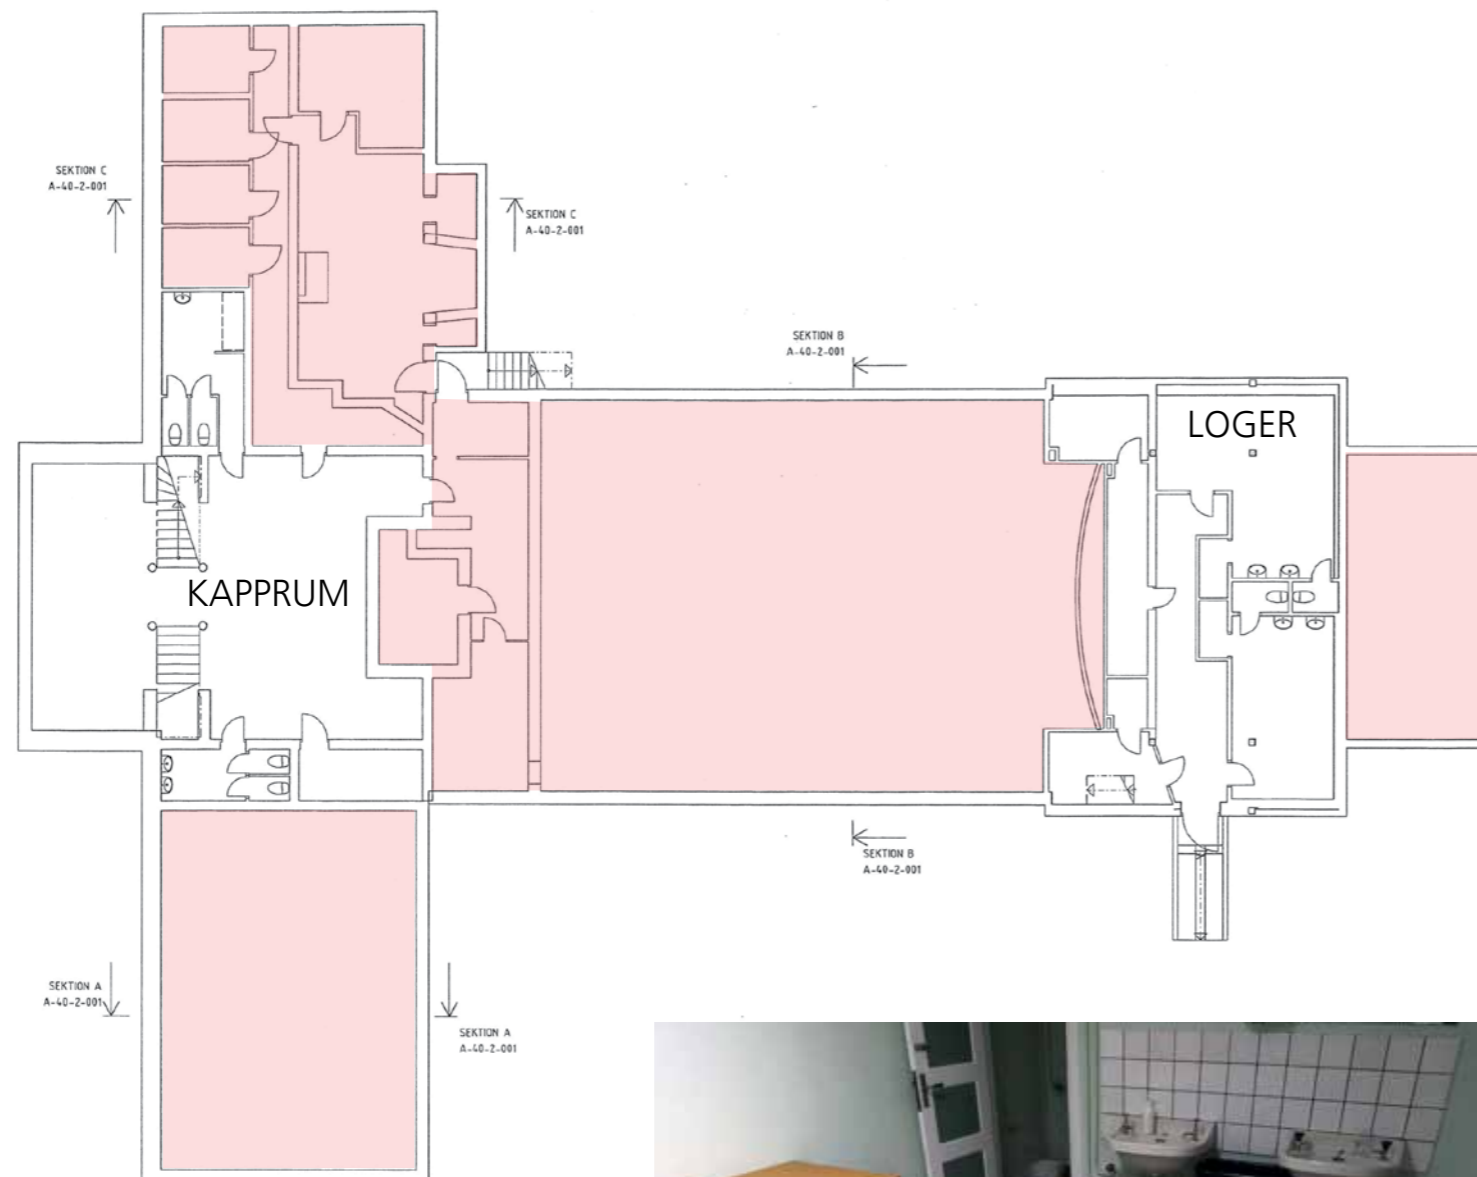 SEKTION C
A-40-2-001
SEKTION C
A-40-2-001
SEKTION B
A-40-2-001
LOGER
KAPPRUM
SEKTION B
A-40-2-001
SEKTION A
A-40-2-001
SEKTION A
A-40-2-001